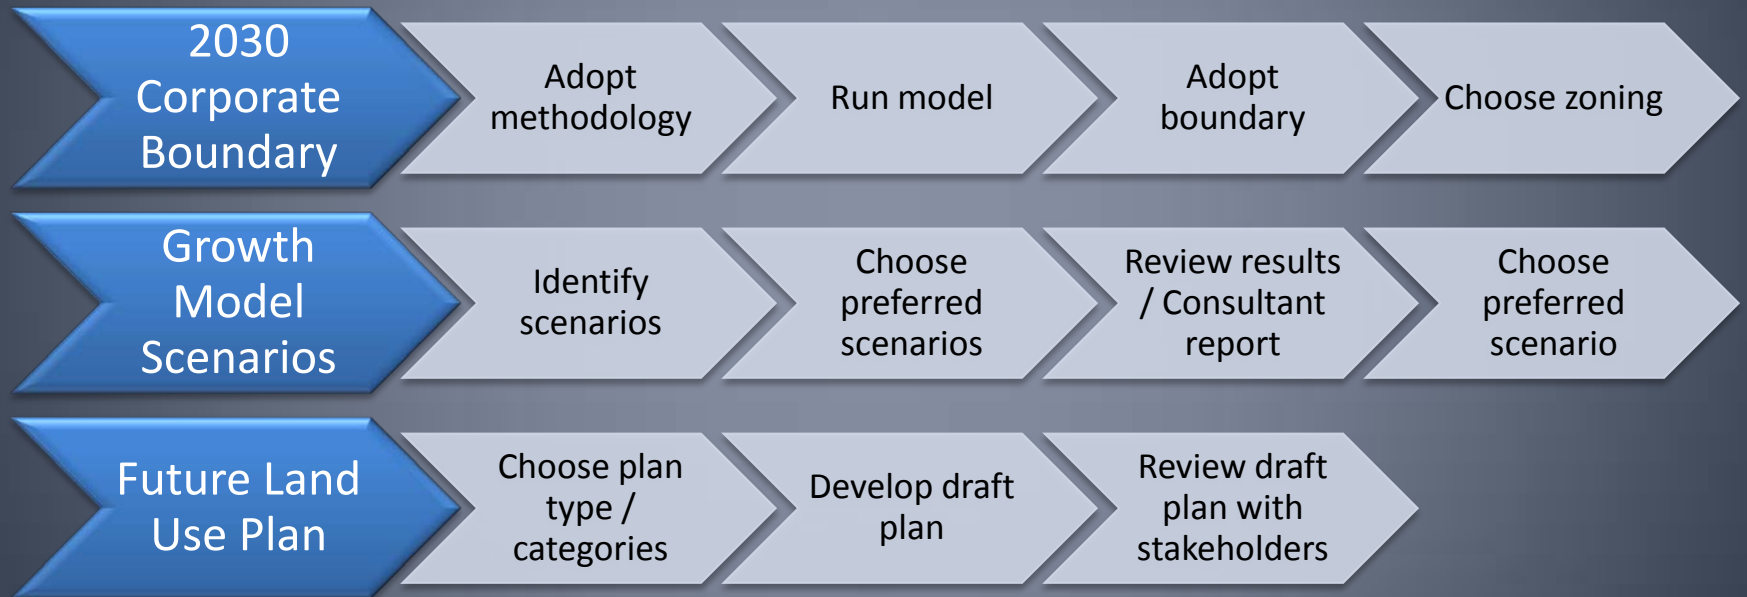 2030
Corporate
Boundary
Adopt
methodology
Run model
Adopt
boundary
Choose zoning
Growth
Model
Scenarios
Identify
scenarios
Choose
preferred
scenarios
Review results
/ Consultant
report
Choose
preferred
scenario
Future Land
Use Plan
Choose plan
type /
categories
Develop draft
plan
Review draft
plan with
stakeholders